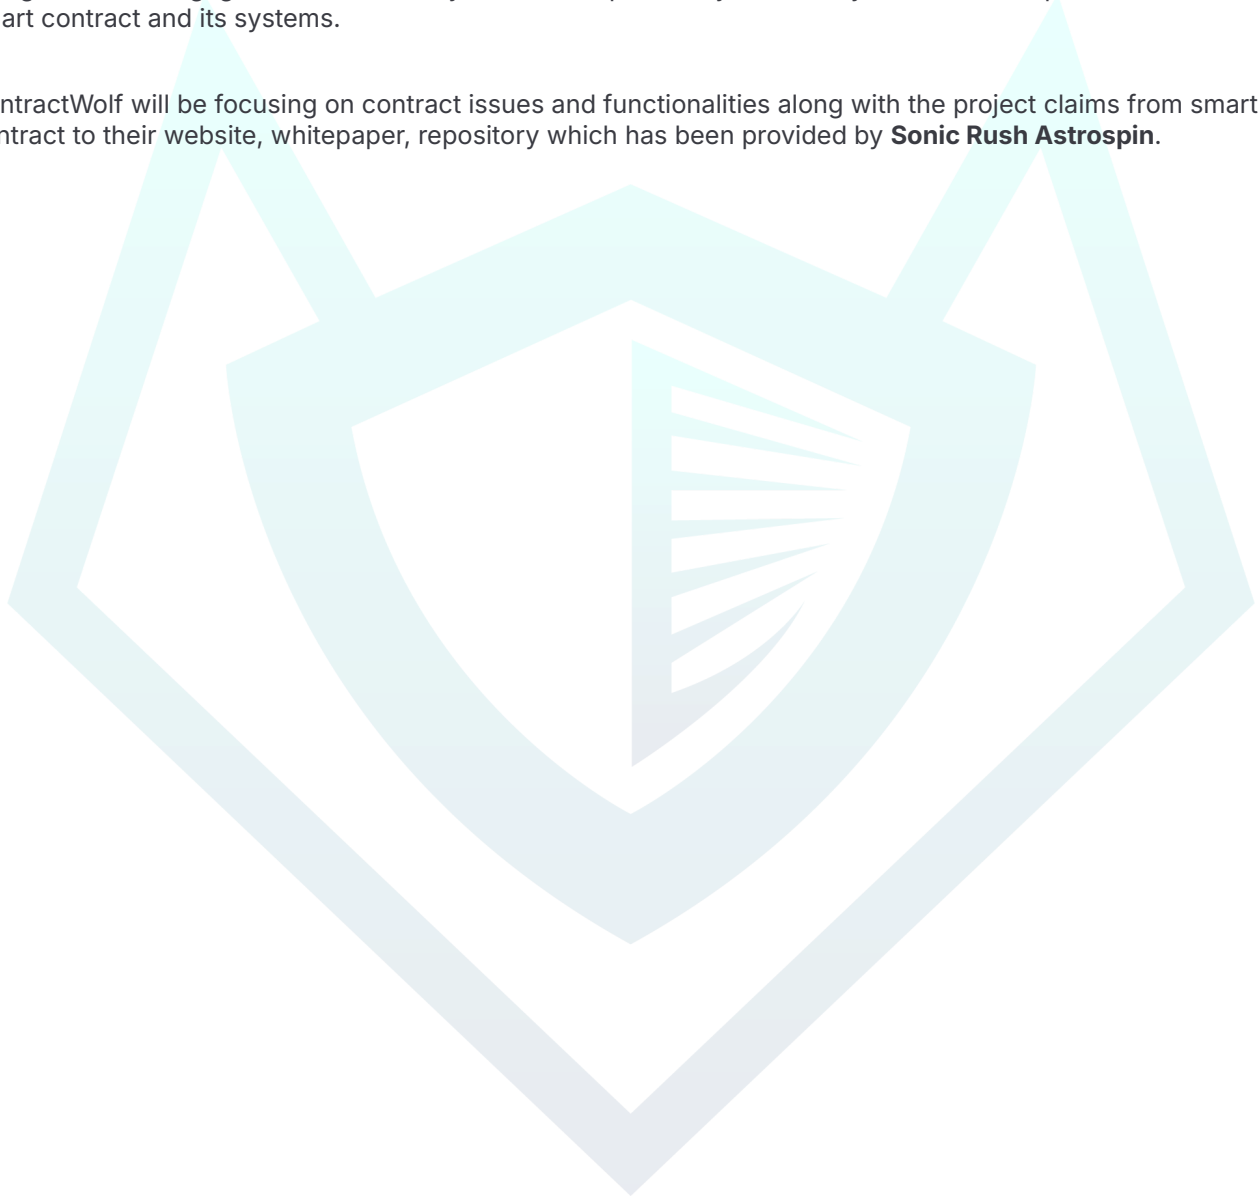 art contract and its systems.
ntractWolf will be focusing on contract issues and functionalities along with the project claims from smart
ntract to their website, whitepaper, repository which has been provided by Sonic Rush Astrospin.